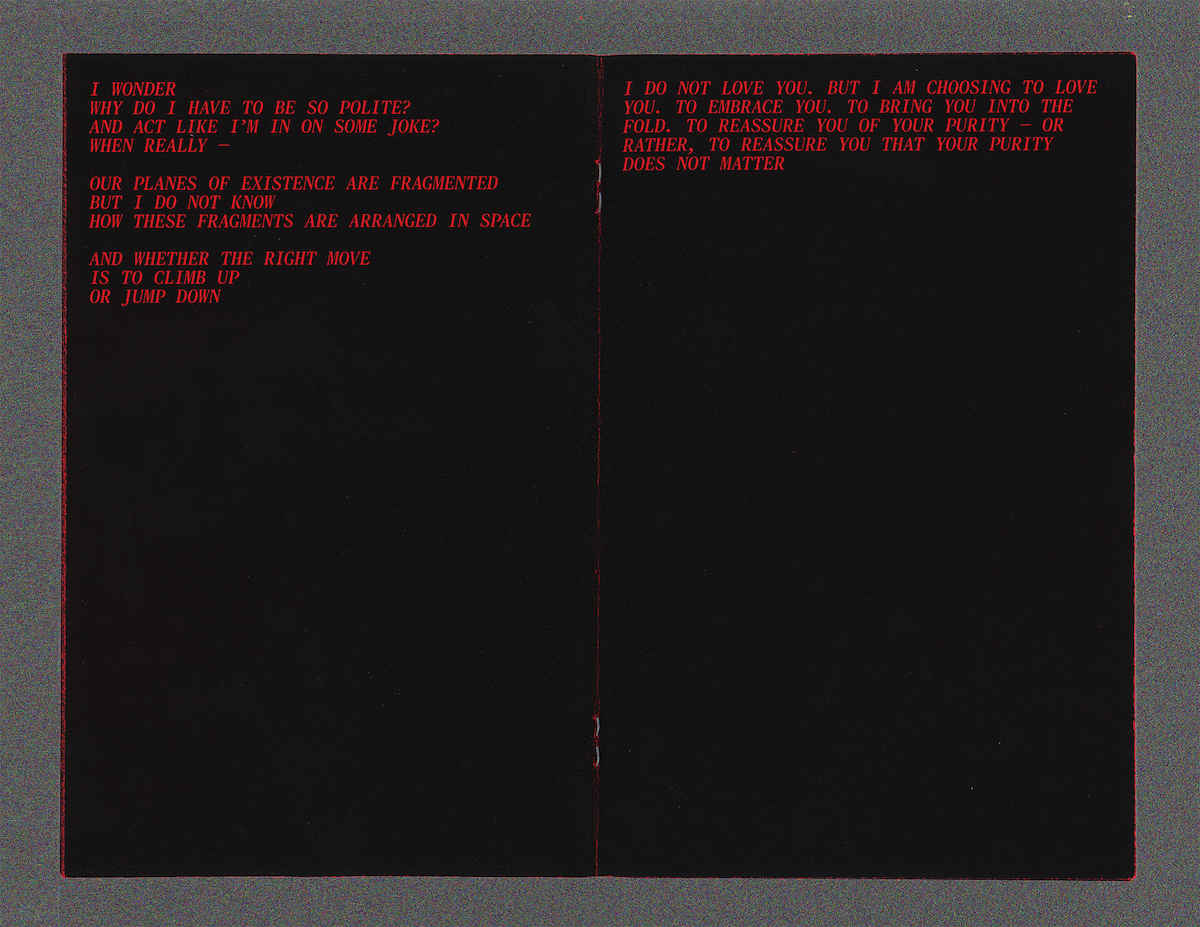 I WONDER
WHY DO I HAVE TO BE SO POLITE?
AND ACT LIKE I'M IN ON SOME JOKE?
WHEN REALLY —
OUR PLANES OF EXISTENCE ARE FRAGMENTED
BUT I DO NOT KNOW
HOW THESE FRAGMENTS ARE ARRANGED IN SPACE
AND WHETHER THE RIGHT MOVE
IS TO CLIMB UP
OR JUMP DOWN
I DO NOT LOVE YOU. BUT I AM CHOOSING TO LOVE
YOU. TO EMBRACE YOU. TO BRING YOU INTO THE
FOLD. TO REASSURE YOU OF YOUR PURITY — OR
RATHER, TO REASSURE YOU THAT YOUR PURITY
DOES NOT MATTER